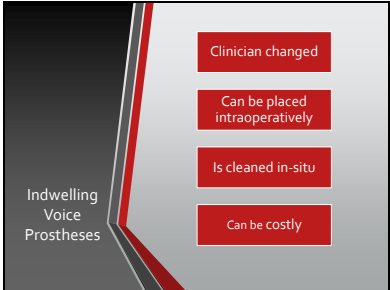 Indwelling
Voice
Prostheses
Clinician changed
Can be placed
intraoperatively
Is cleaned in-situ
Can be costly